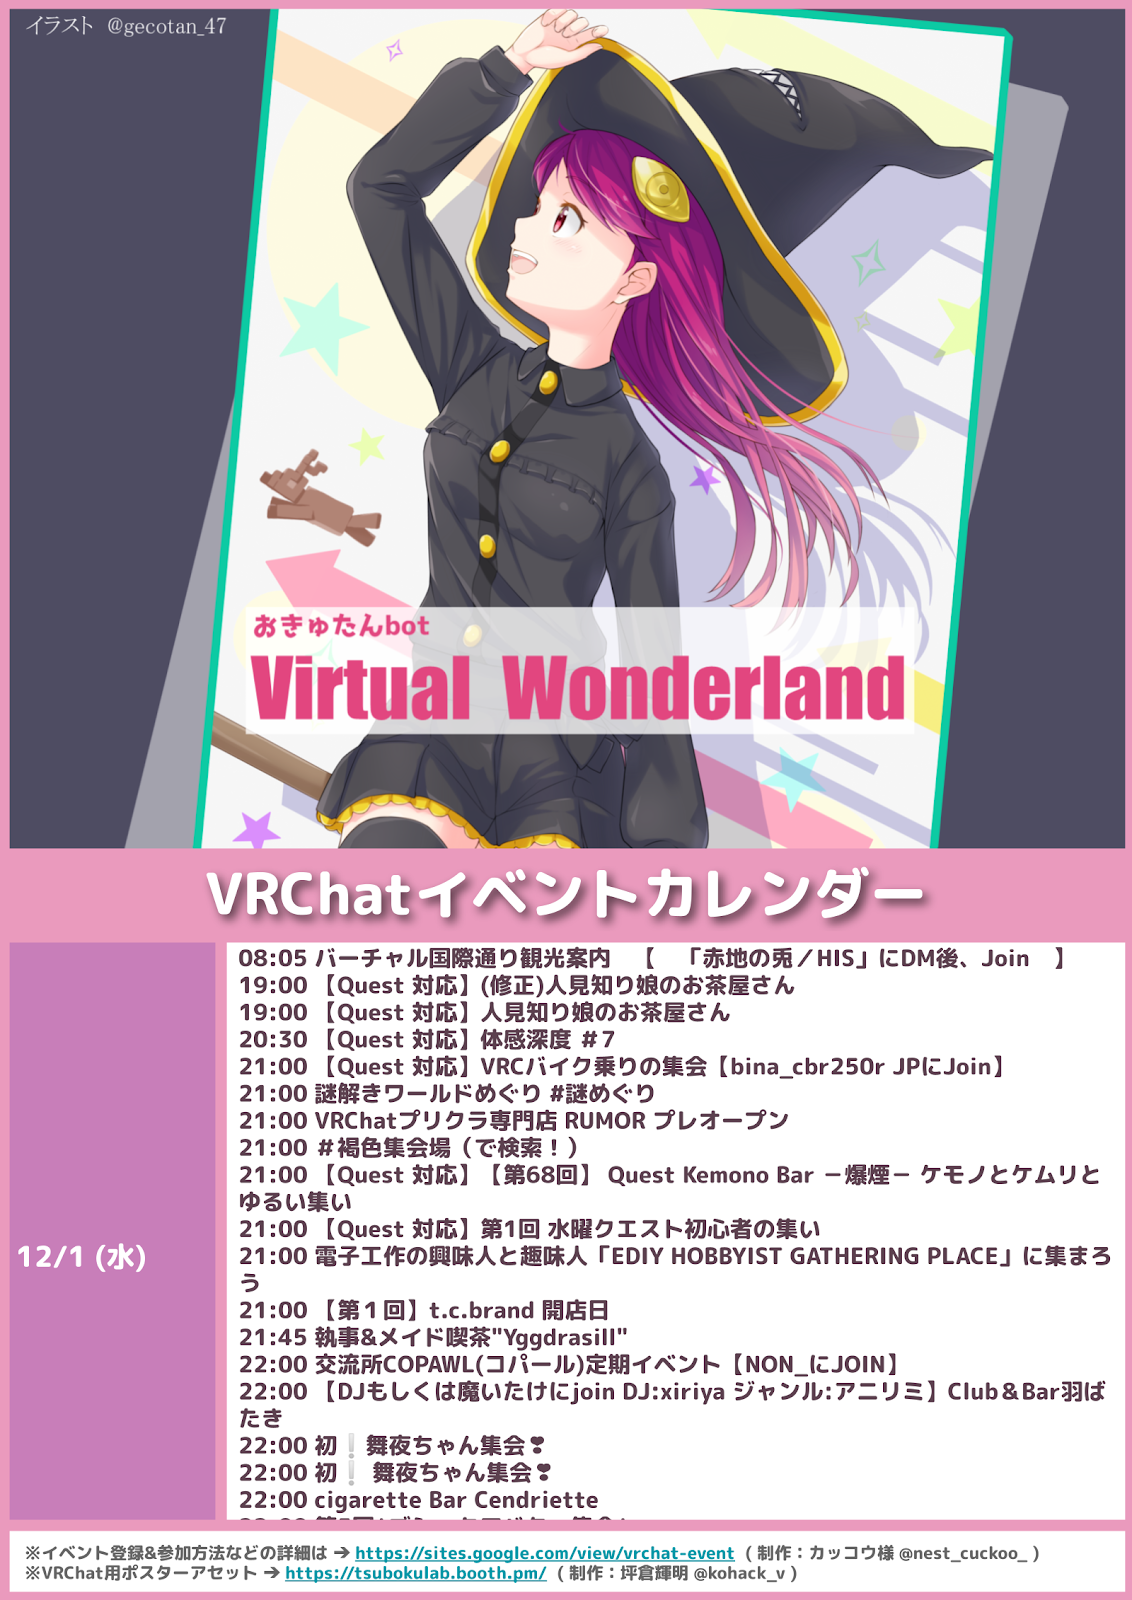 イラスト @gecotan_47
おきゅたんbot
Virtual Wonderland
VRChatイベントカレンダー
12/1 (水)
08:05 バーチャル国際通り観光案内 【 「赤地の兎／HIS」にDM後、Join 】
19:00 【Quest 対応】(修正)人見知り娘のお茶屋さん
19:00 【Quest 対応】人見知り娘のお茶屋さん
20:30 【Quest 対応】体感深度 #7
21:00 【Quest 対応】VRCバイク乗りの集会【bina_cbr250r JPにJoin】
21:00 謎解きワールドめぐり #謎めぐり
21:00 VRChatプリクラ専門店 RUMOR プレオープン
21:00 ＃褐色集会場（で検索！）
21:00 【Quest 対応】【第68回】 Quest Kemono Bar －爆煙－ ケモノとケムリと
ゆるい集い
21:00 【Quest 対応】第1回 水曜クエスト初心者の集い
21:00 電子工作の興味人と趣味人「EDIY HOBBYIST GATHERING PLACE」に集まろ
う
21:00 【第１回】t.c.brand 開店日
21:45 執事&メイド喫茶"Yggdrasill"
22:00 交流所COPAWL(コパール)定期イベント【NON_にJOIN】
22:00 【DJもしくは魔いたけにjoin DJ:xiriya ジャンル:アニリミ】Club＆Bar羽ば
たき
22:00 初❕舞夜ちゃん集会❣
22:00 初❕ 舞夜ちゃん集会❣
22:00 cigarette Bar Cendriette
※イベント登録&参加方法などの詳細は ➔ https://sites.google.com/view/vrchat-event ( 制作：カッコウ様 @nest_cuckoo_ )
※VRChat用ポスターアセット ➔ https://tsubokulab.booth.pm/ ( 制作：坪倉輝明 @kohack_v )